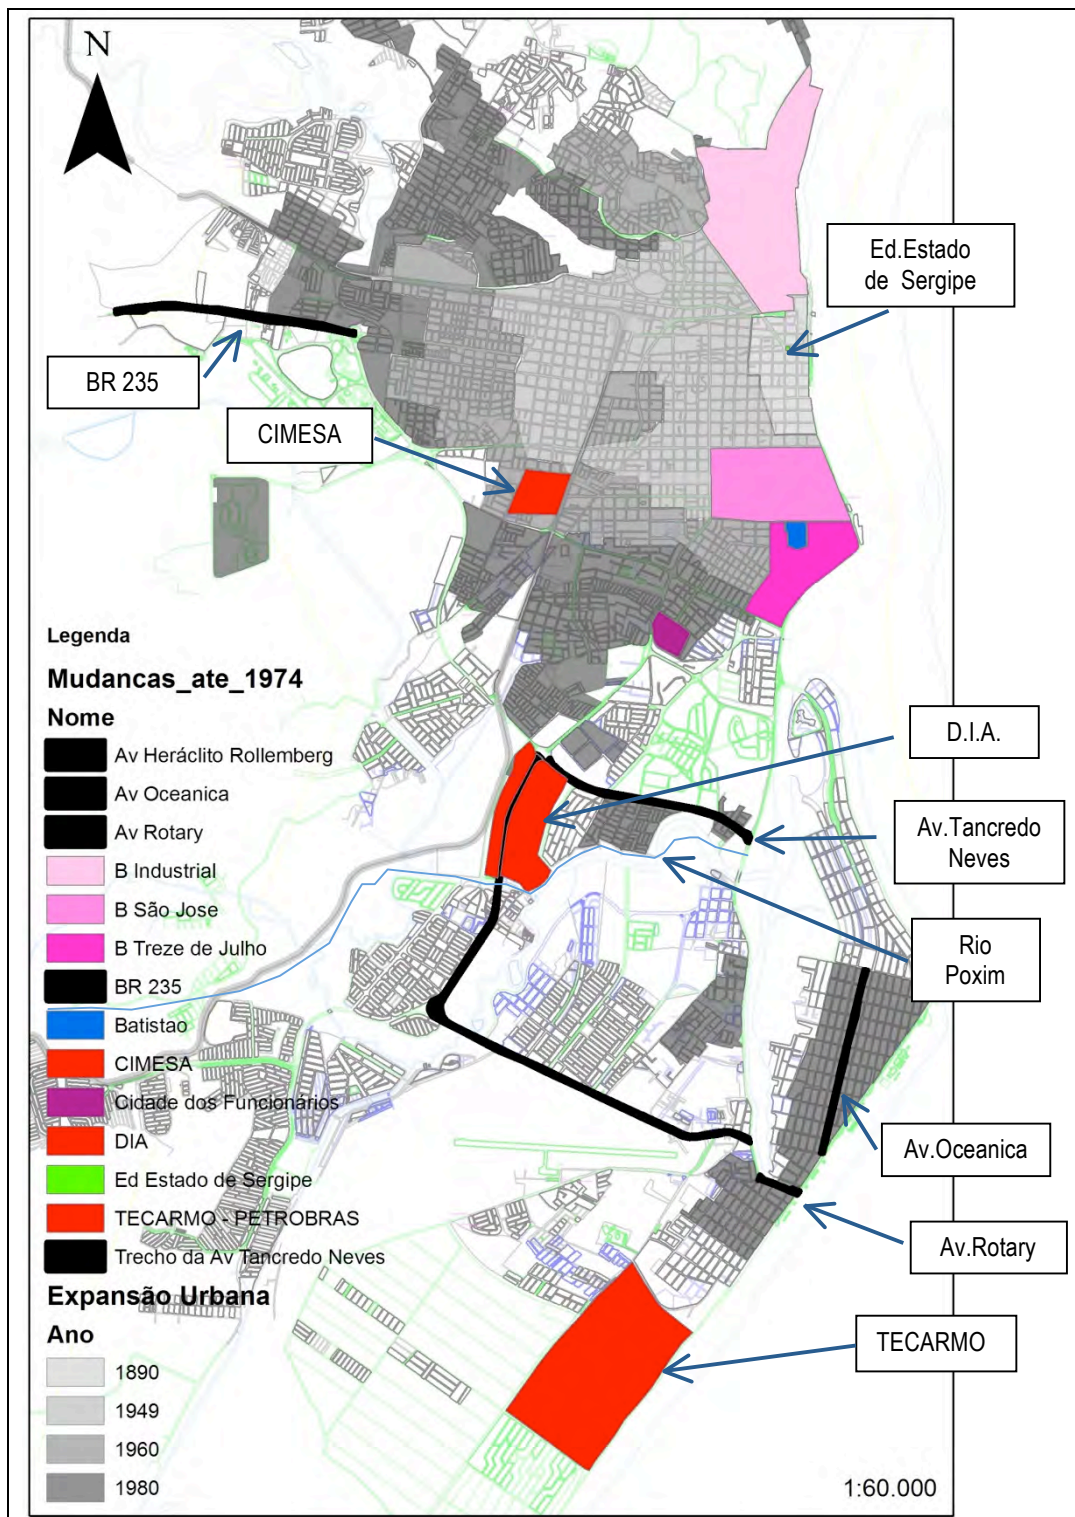 N
Ed.Estado
de Sergipe
BR 235
CIMESA
Legenda
Mudancas_ate_1974
Nome
Av Heráclito Rollemberg
Av Oceanica
Av Rotary
B Industrial
B São Jose
B Treze de Julho
BR 235
Batistao
CIMESA
Cidade dos Funcionários
DIA
Ed Estado de Sergipe
TECARMO - PETROBRAS
Trecho da Av Tancredo Neves
Expansão Urbana
Ano
1890
1949
1960
1980
D.I.A.
Av.Tancredo
Neves
Rio
Poxim
Av.Oceanica
Av.Rotary
TECARMO
1:60.000